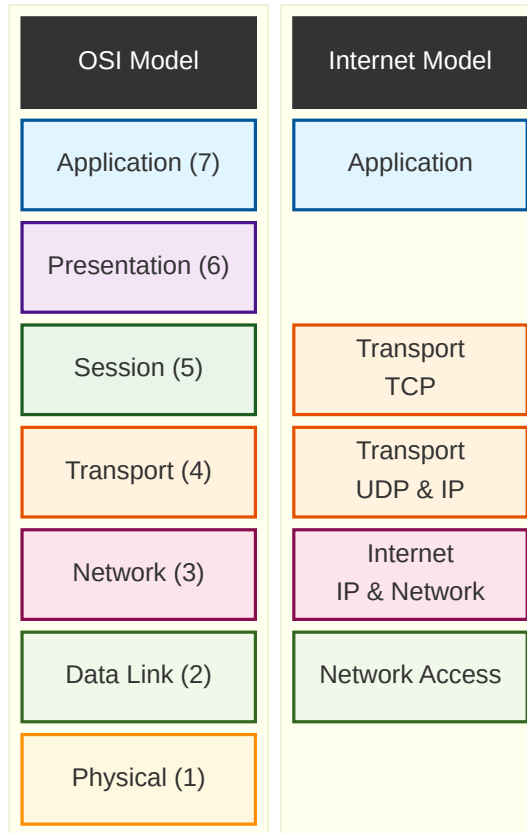 OSI Model
Application (7)
Presentation (6)
Session (5)
Transport (4)
Network (3)
Data Link (2)
Physical (1)
Internet Model
Application
Transport
TCP
Transport
UDP & IP
Internet
IP & Network
Network Access